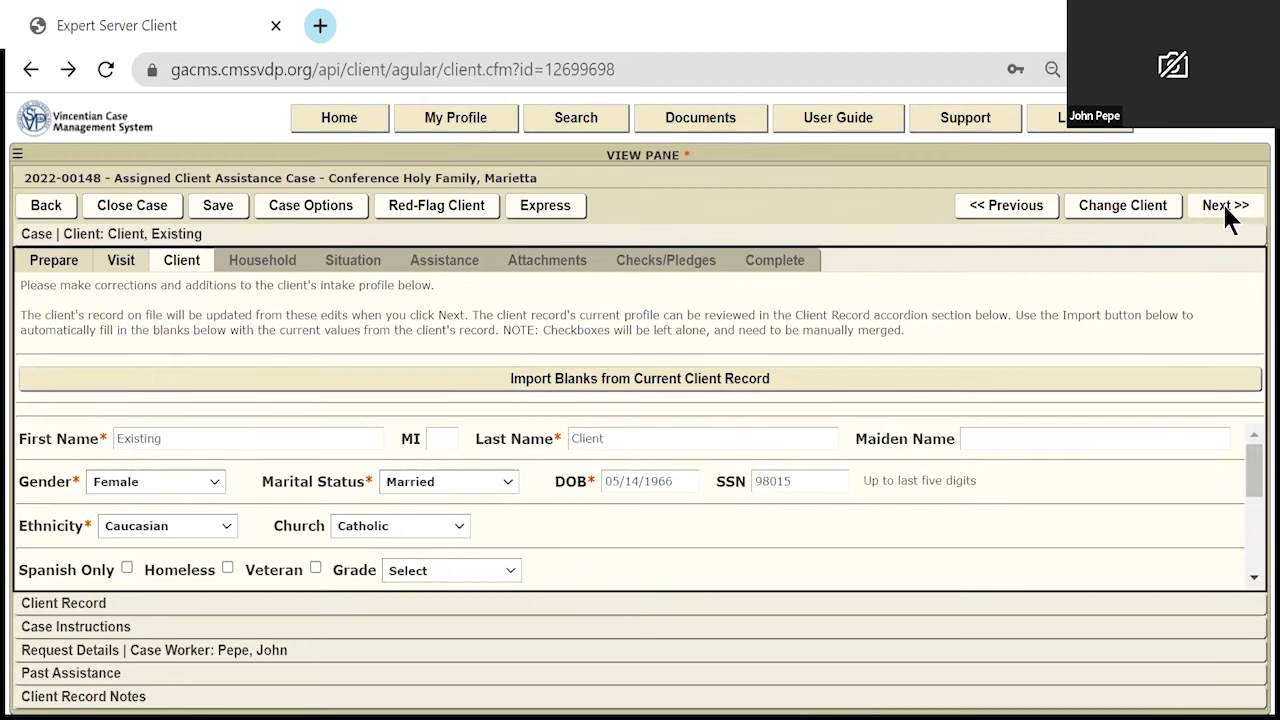 Expert Server Client
gacms.cmssvdp.org/api/client/agular/client.cfm?id=12699698
John Pepe
Vincentian Case
Management System
Home My Profile Search Documents User Guide Support L
VIEW PANE *
2022-00148 - Assigned Client Assistance Case - Conference Holy Family, Marietta
Back Close Case Save Case Options Red-Flag Client Express << Previous Change Client Next >>
Case | Client: Client, Existing
Prepare Visit Client Household Situation Assistance Attachments Checks/Pledges Complete
Please make corrections and additions to the client's intake profile below.
The client's record on file will be updated from these edits when you click Next. The client record's current profile can be reviewed in the Client Record accordion section below. Use the Import button below to
automatically fill in the blanks below with the current values from the client's record. NOTE: Checkboxes will be left alone, and need to be manually merged.
Import Blanks from Current Client Record
First Name* Existing MI Last Name* Client Maiden Name
Gender* Female Marital Status* Married DOB* 05/14/1966 SSN 98015 Up to last five digits
Ethnicity* Caucasian Church Catholic
Spanish Only Homeless Veteran Grade Select
Client Record
Case Instructions
Request Details | Case Worker: Pepe, John
Past Assistance
Client Record Notes